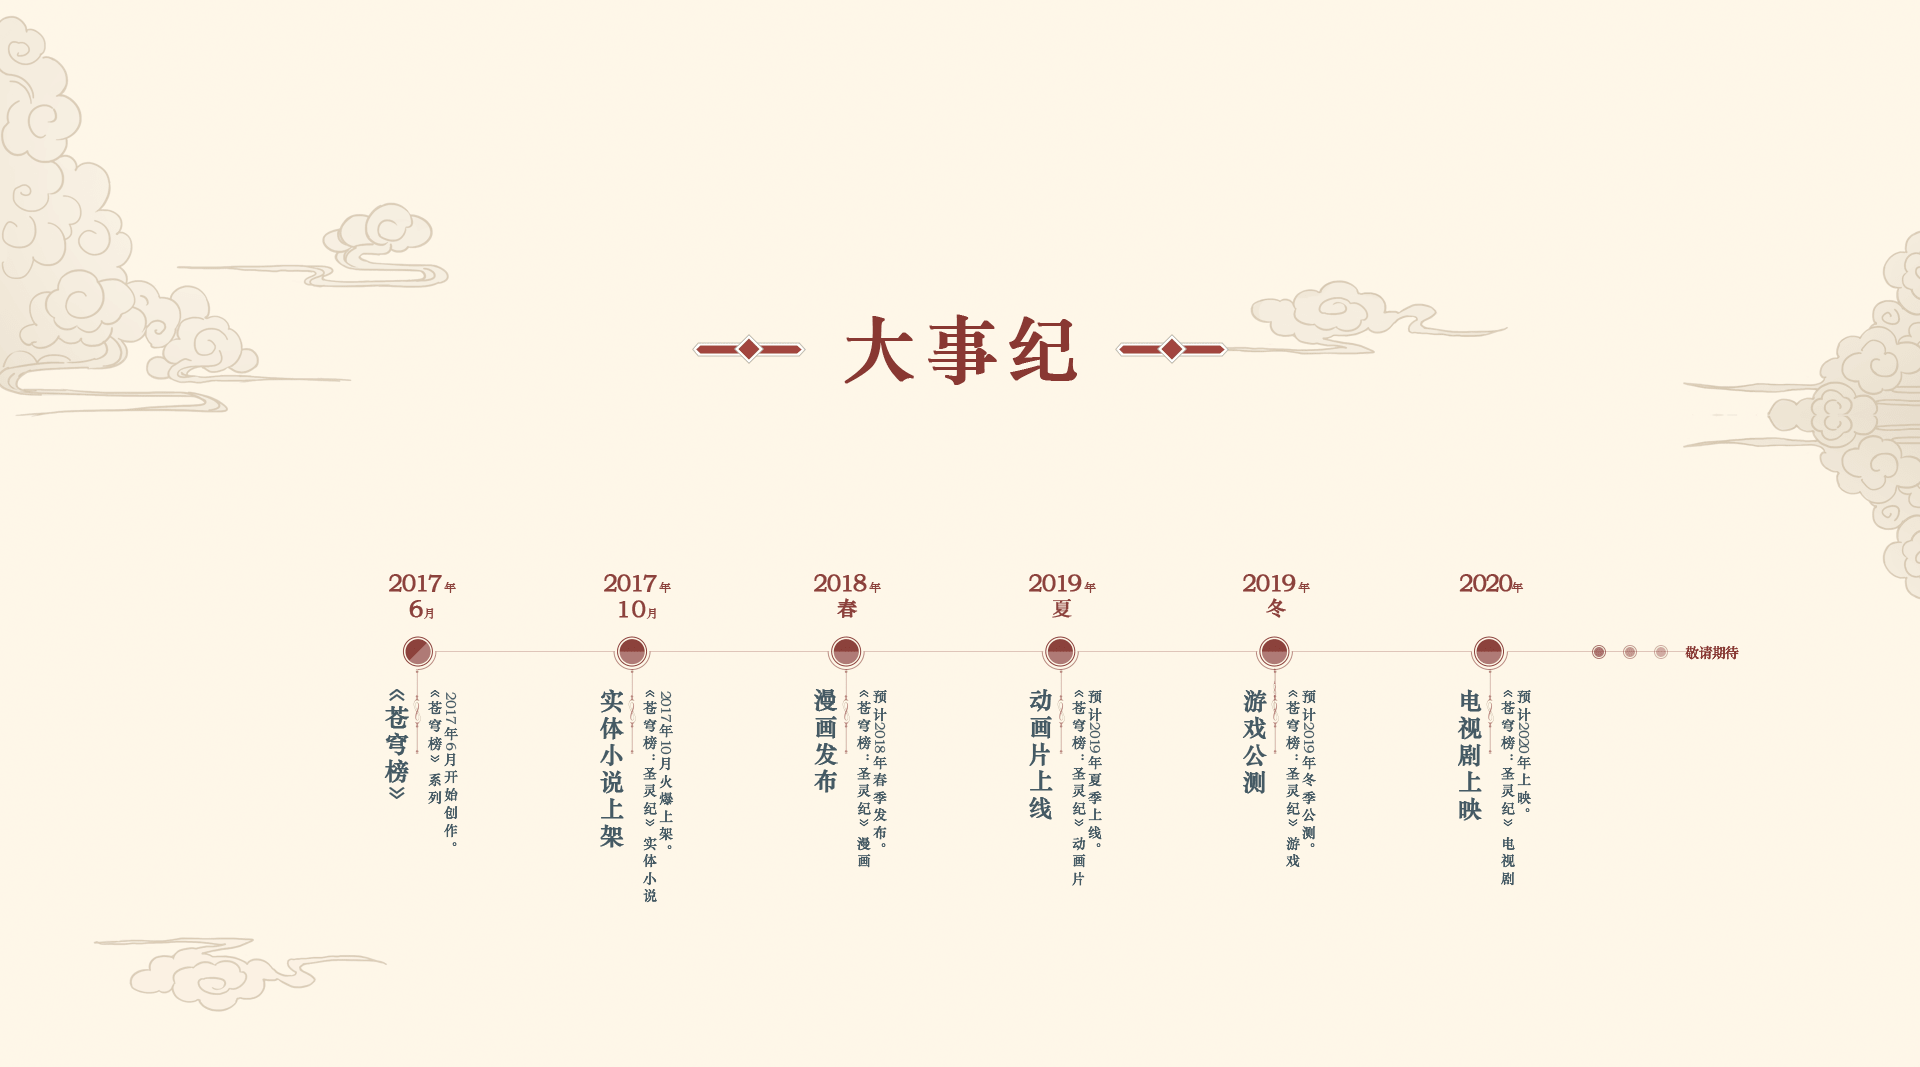 大事纪
2017年
6月
《苍穹榜》
《苍穹榜》系列
2017年6月开始创作。
2017年
10月
实体小说上架
《苍穹榜：圣灵纪》实体小说
2017年10月火爆上架。
2018年
春
漫画发布
《苍穹榜：圣灵纪》漫画
预计2018年春季发布。
2019年
夏
动画片上线
《苍穹榜：圣灵纪》动画片
预计2019年夏季上线。
2019年
冬
游戏公测
《苍穹榜：圣灵纪》游戏
预计2019年冬季公测。
2020年
电视剧上映
《苍穹榜：圣灵纪》电视剧
预计2020年上映。
敬请期待